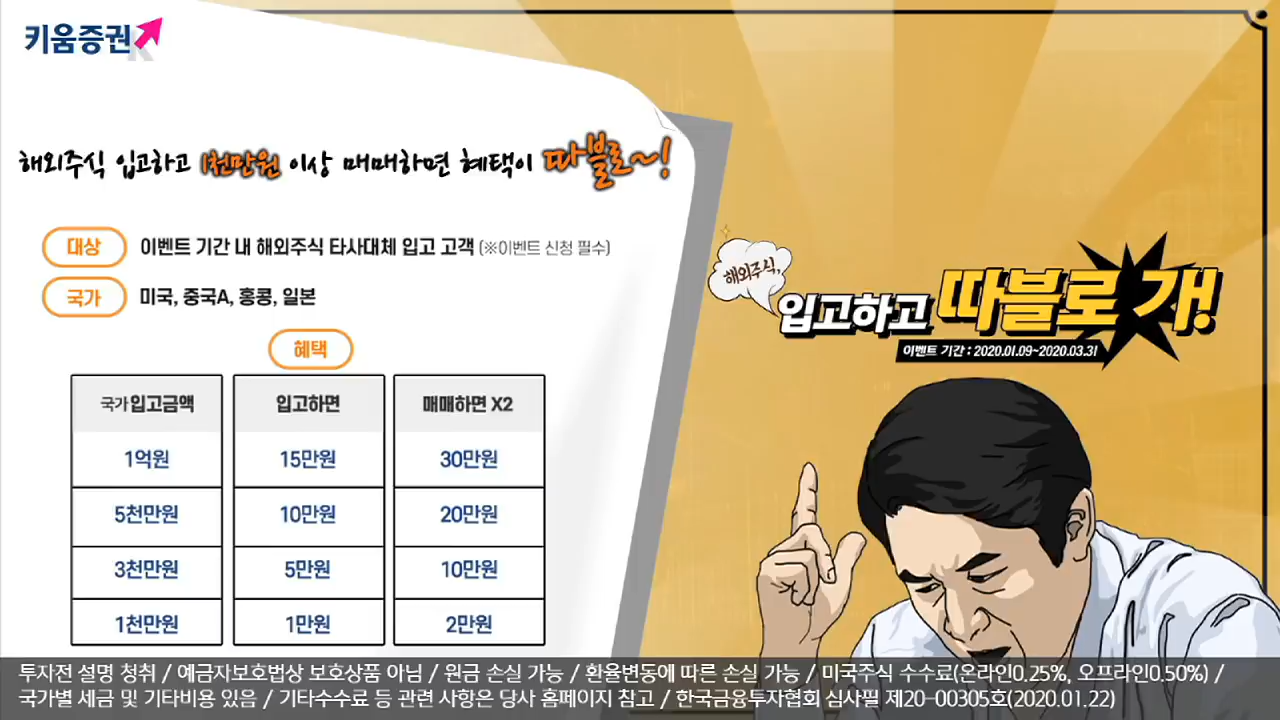 키움증권
해외주식 입고하고 1천만원 이상 매매하면 혜택이 따블로~!
대상 이벤트 기간 내 해외주식 타사대체 입고 고객 (※이벤트 신청 필수)
국가 미국, 중국A, 홍콩, 일본
혜택
국가입고금액 입고하면 매매하면 X2
1억원 15만원 30만원
5천만원 10만원 20만원
3천만원 5만원 10만원
1천만원 1만원 2만원
해외주식,
입고하고 따블로 가!
이벤트 기간 : 2020.01.09~2020.03.31
투자전 설명 청취 / 예금자보호법상 보호상품 아님 / 원금 손실 가능 / 환율변동에 따른 손실 가능 / 미국주식 수수료(온라인0.25%, 오프라인0.50%) /
국가별 세금 및 기타비용 있음 / 기타수수료 등 관련 사항은 당사 홈페이지 참고 / 한국금융투자협회 심사필 제20-00305호(2020.01.22)